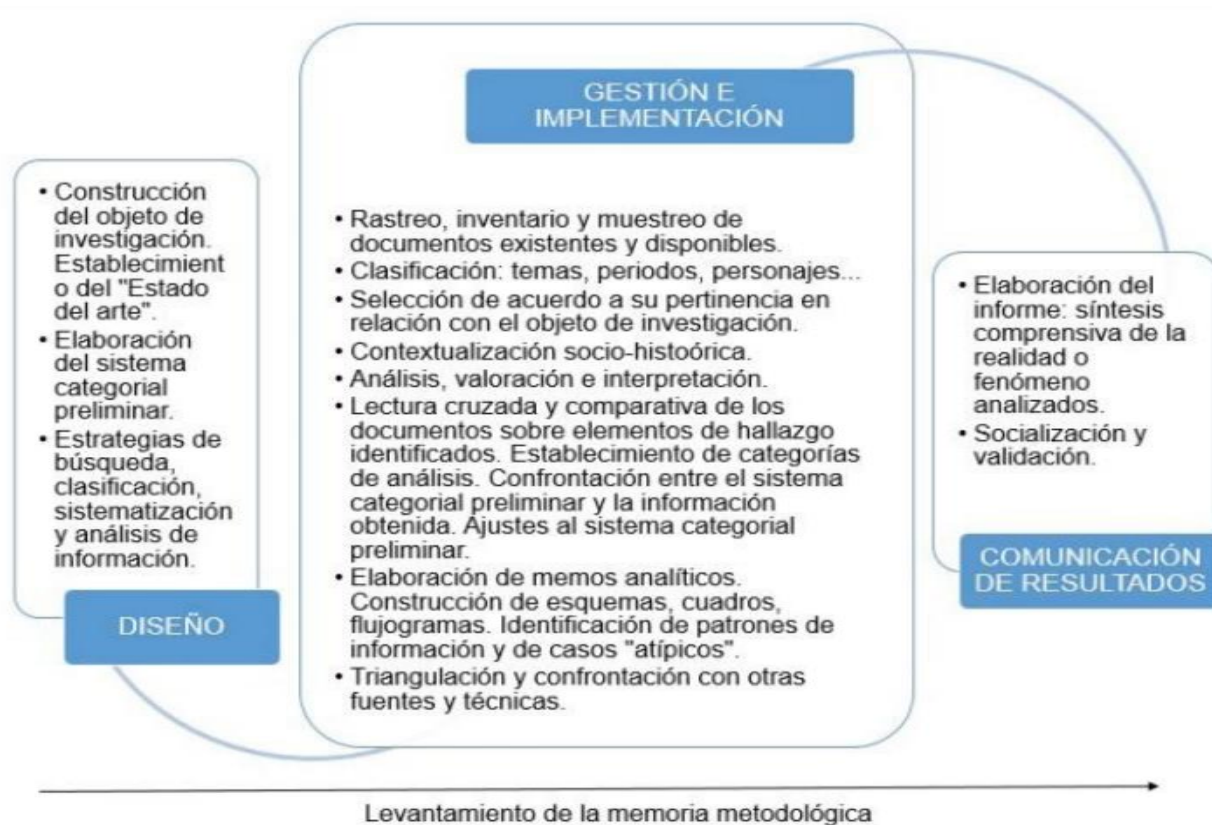 DISEÑO
• Construcción
del objeto de
investigación.
Establecimient
o del "Estado
del arte".
• Elaboración
del sistema
categorial
preliminar.
• Estrategias de
búsqueda,
clasificación,
sistematización
y análisis de
información.
GESTIÓN E
IMPLEMENTACIÓN
• Rastreo, inventario y muestreo de
documentos existentes y disponibles.
• Clasificación: temas, periodos, personajes...
• Selección de acuerdo a su pertinencia en
relación con el objeto de investigación.
• Contextualización socio-histoórica.
• Análisis, valoración e interpretación.
• Lectura cruzada y comparativa de los
documentos sobre elementos de hallazgo
identificados. Establecimiento de categorías
de análisis. Confrontación entre el sistema
categorial preliminar y la información
obtenida. Ajustes al sistema categorial
preliminar.
• Elaboración de memos analíticos.
Construcción de esquemas, cuadros,
flujogramas. Identificación de patrones de
información y de casos "atípicos".
• Triangulación y confrontación con otras
fuentes y técnicas.
• Elaboración del
informe: síntesis
comprensiva de la
realidad o
fenómeno
analizados.
• Socialización y
validación.
COMUNICACIÓN
DE RESULTADOS
Levantamiento de la memoria metodológica